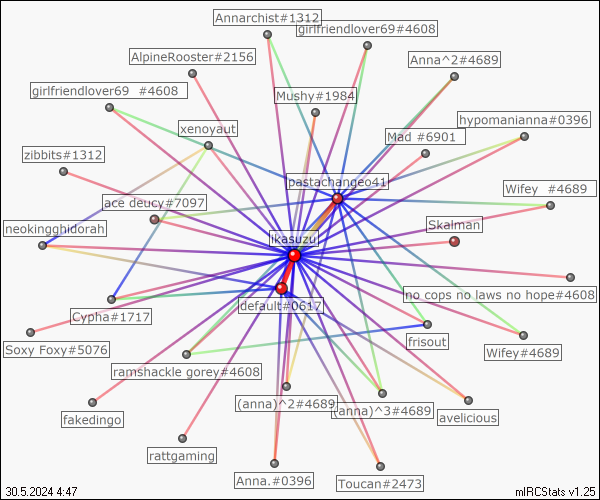 Annarchist#1312
girlfriendlover69#4608
AlpineRooster#2156
Anna^2#4689
girlfriendlover69 #4608
Mushy#1984
hypomanianna#0396
xenoyaut
Mad #6901
zibbits#1312
pastachangeo41
Wifey #4689
ace deucy#7097
neokingghidorah
Skalman
ikasuzu
no cops no laws no hope#4608
default#0617
Cypha#1717
Soxy Foxy#5076
frisout
Wifey#4689
ramshackle gorey#4608
(anna)^2#4689
(anna)^3#4689
avelicious
fakedingo
rattgaming
Anna.#0396
Toucan#2473
30.5.2024 4:47
mIRCStats v1.25